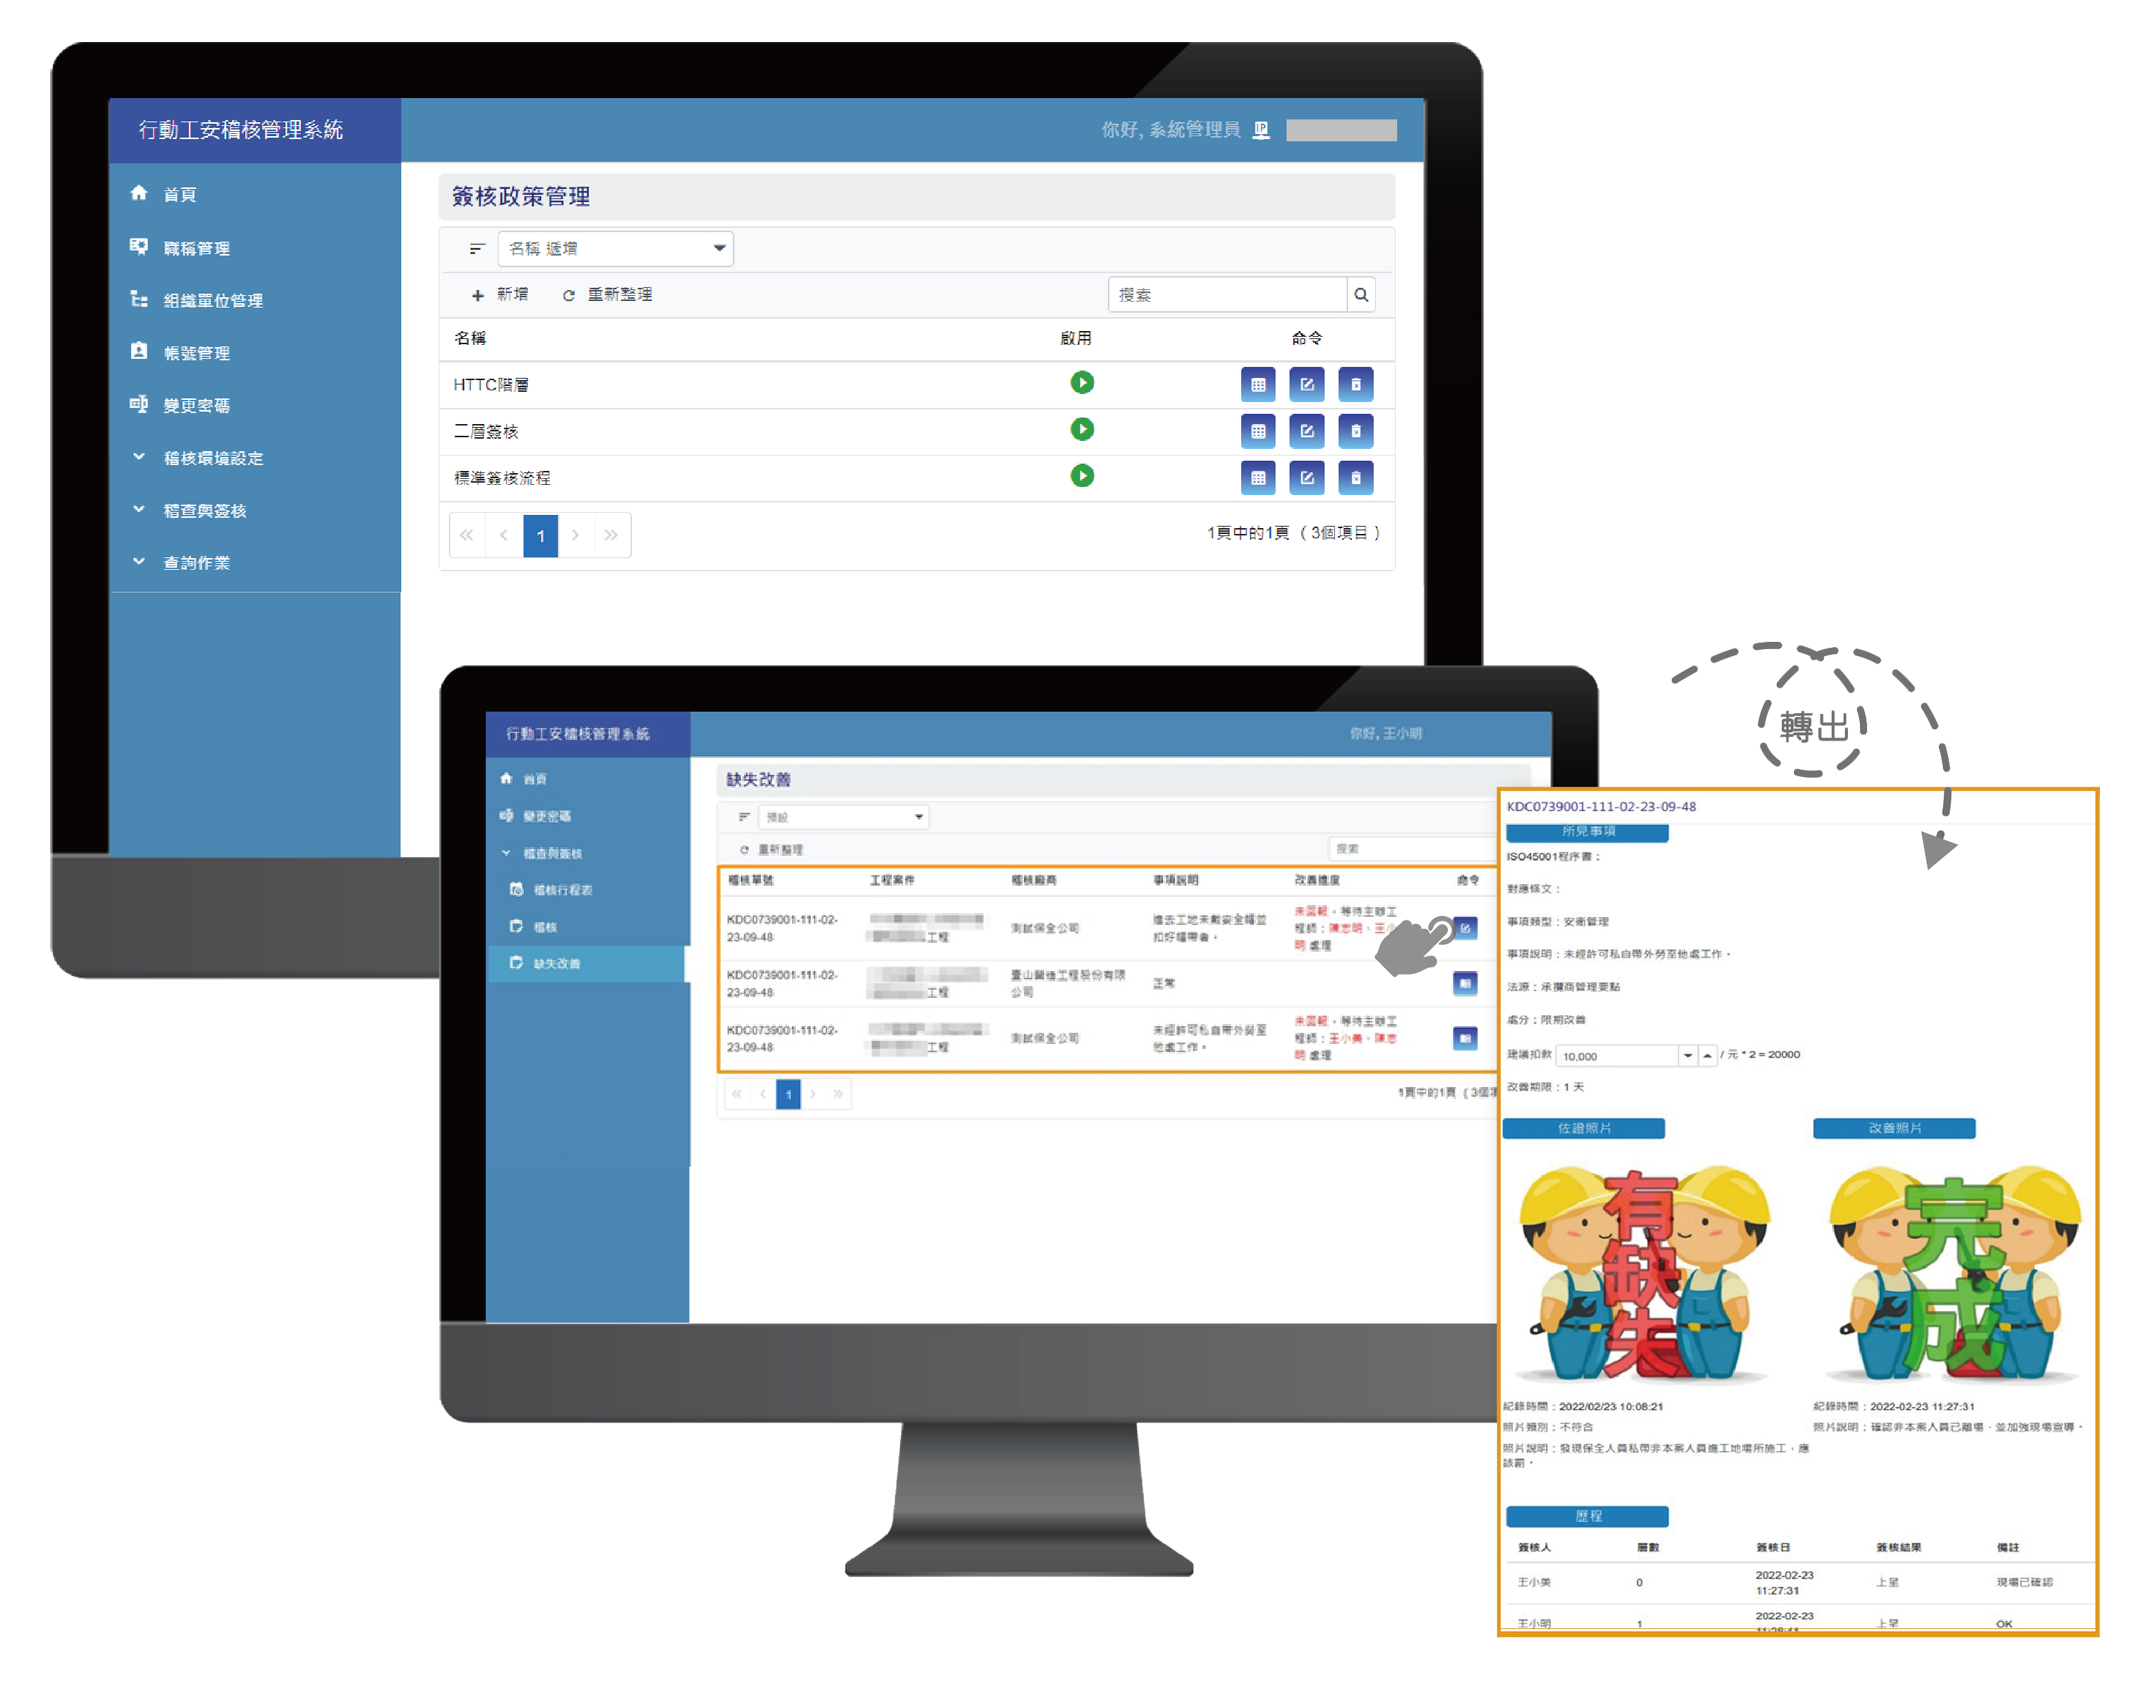 行動工安稽核管理系統
你好, 系統管理員
首頁
職稱管理
組織單位管理
帳號管理
變更密碼
稽核環境設定
稽查與簽核
查詢作業
簽核政策管理
名稱 遞增
新增 重新整理 搜索
名稱 啟用 命令
HTTC階層
二層簽核
標準簽核流程
1 1頁中的1頁 ( 3個項目 )
行動工安稽核管理系統 你好, 王小明
首頁
變更密碼
稽查與簽核
稽核行程表
稽核
缺失改善
缺失改善
預設
重新整理 搜索
稽核單號 工程案件 稽核廠商 事項說明 改善進度 命令
KDC0739001-111-02-23-09-48
工程
測試保全公司
進去工地未戴安全帽並扣好帽帶者。
未回報，等待主辦工程師：陳志明、王小明 處理
KDC0739001-111-02-23-09-48
工程
臺山營造工程股份有限公司
正常
KDC0739001-111-02-23-09-48
工程
測試保全公司
未經許可私自帶外勞至他處工作。
未回報，等待主辦工程師：王小美、陳志明 處理
1 1頁中的1頁 ( 3個項
轉出
KDC0739001-111-02-23-09-48
所見事項
ISO45001程序書：
對應條文：
事項類型：安衛管理
事項說明：未經許可私自帶外勞至他處工作。
法源：承攬商管理要點
處分：限期改善
建議扣款 10,000 / 元 * 2 = 20000
改善期限：1 天
佐證照片 改善照片
有缺失
完成
紀錄時間：2022/02/23 10:08:21
照片類別：不符合
照片說明：發現保全人員私帶非本案人員進工地場所施工，應
該罰。
紀錄時間：2022-02-23 11:27:31
照片說明：確認非本案人員已離場，並加強現場宣導。
歷程
簽核人 層數 簽核日 簽核結果 備註
王小美 0 2022-02-23 11:27:31 上呈 現場已確認
王小明 1 2022-02-23 上呈 OK